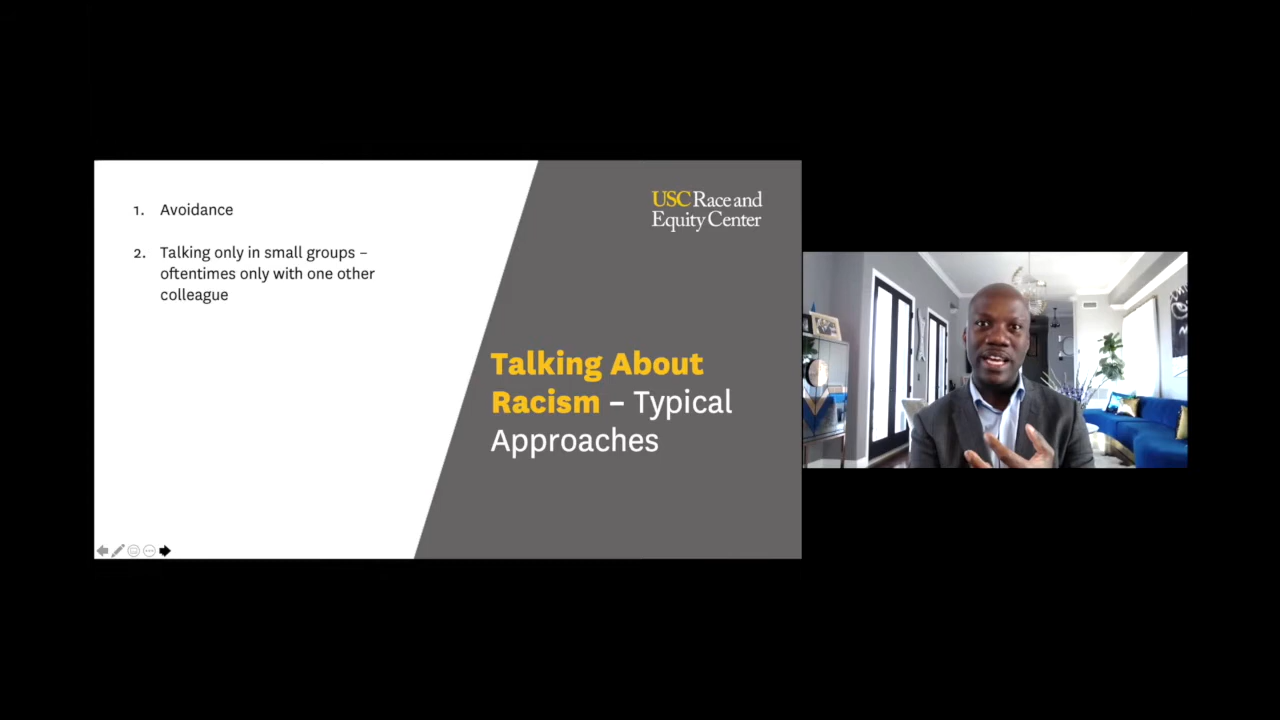 1. Avoidance
2. Talking only in small groups –
oftentimes only with one other
colleague
USC Race and
Equity Center
Talking About
Racism – Typical
Approaches